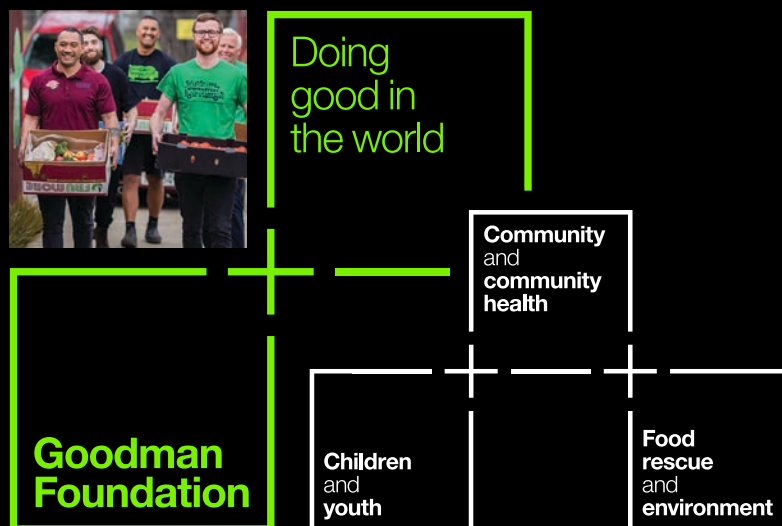 Doing
good in
the world
Community
and
community
health
Goodman
Foundation
Children
and
youth
Food
rescue
and
environment